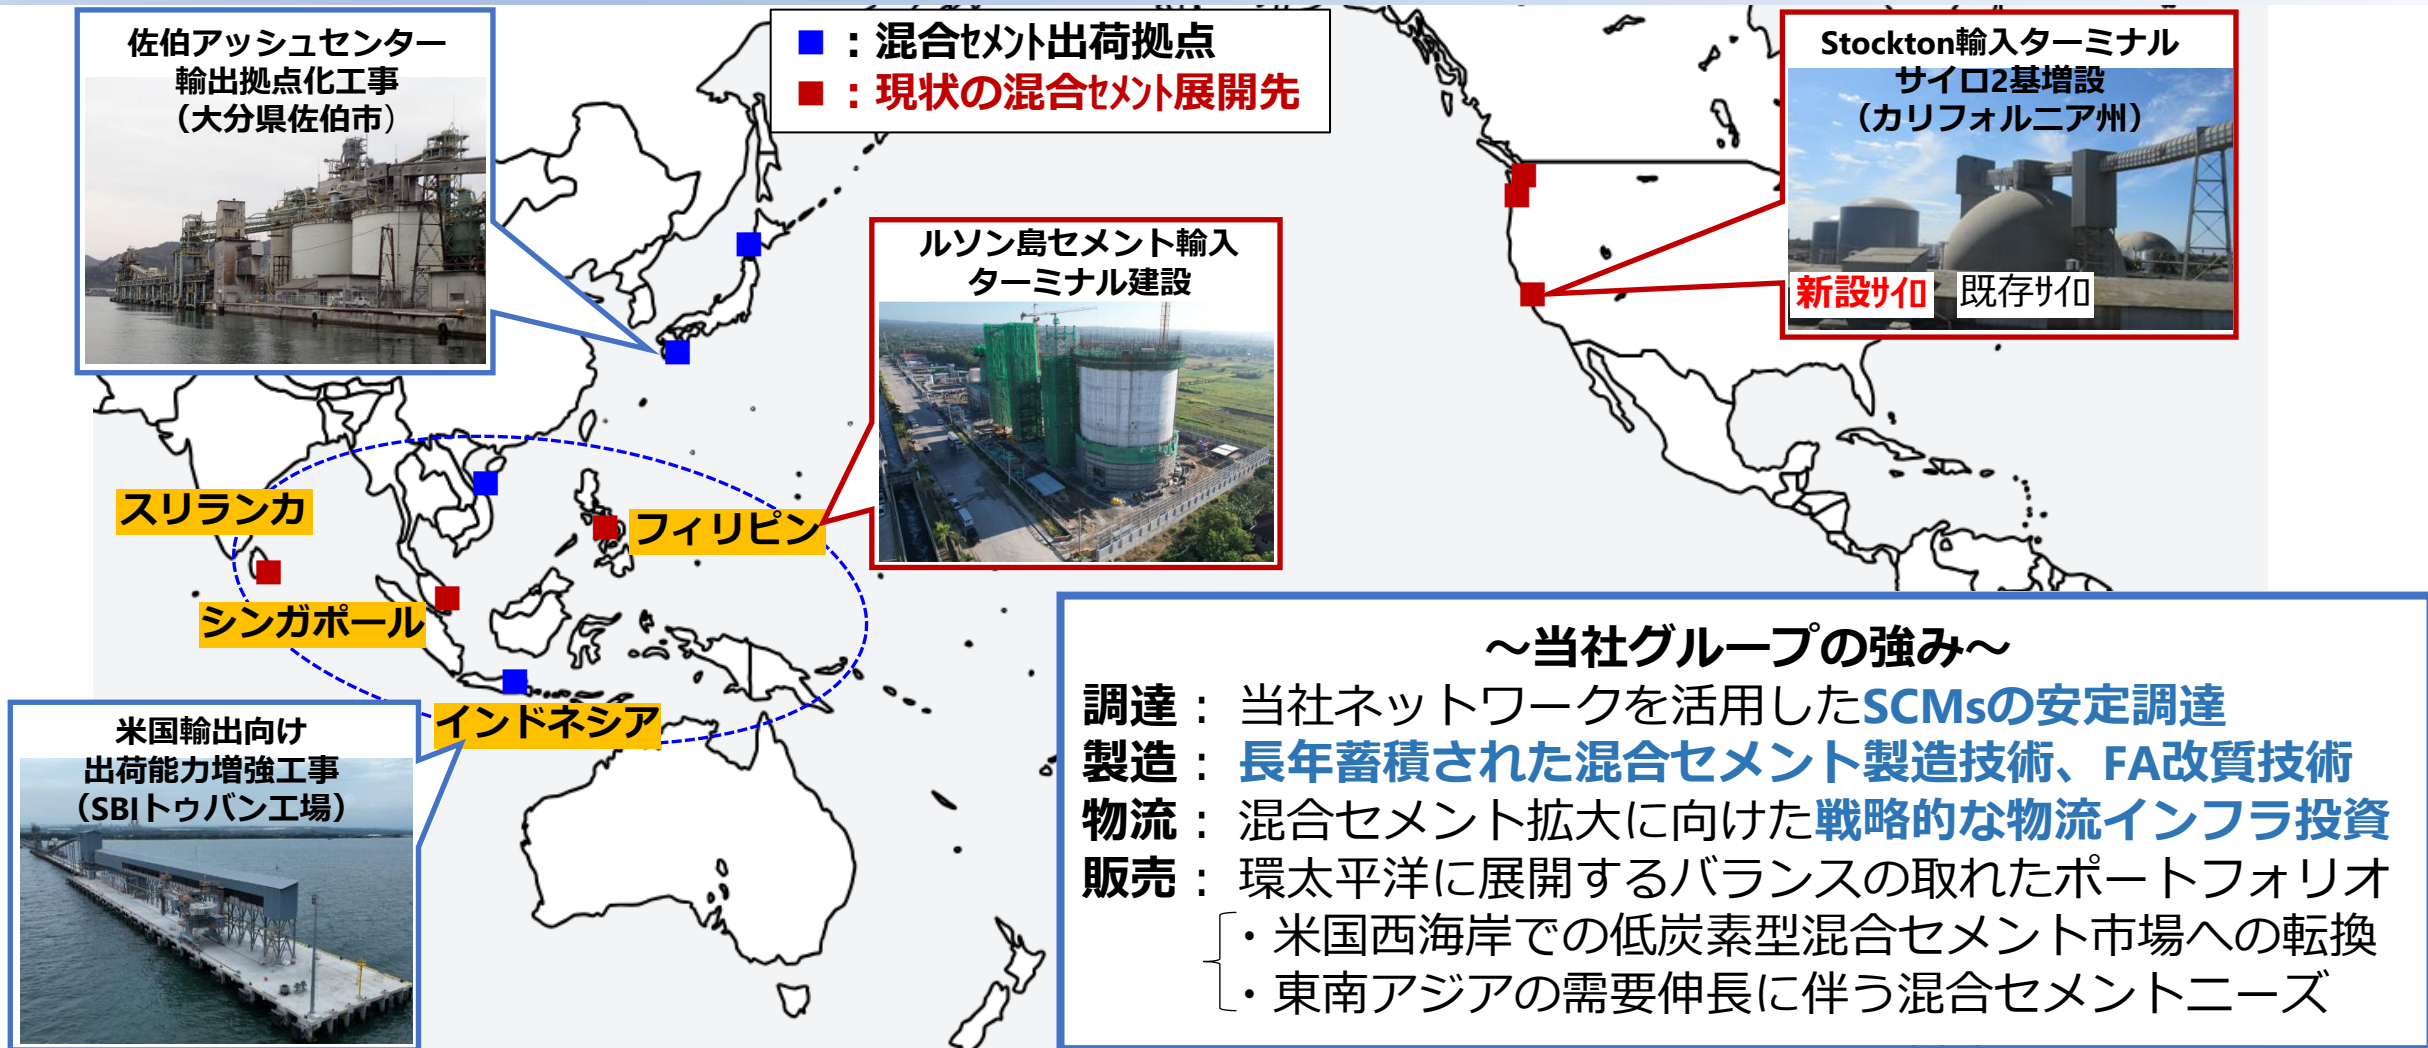 佐伯アッシュセンター
輸出拠点化工事
（大分県佐伯市）
■：混合ｾﾒﾝﾄ出荷拠点
■：現状の混合ｾﾒﾝﾄ展開先
Stockton輸入ターミナル
サイロ2基増設
（カリフォルニア州）
新設ｻｲﾛ 既存ｻｲﾛ
ルソン島セメント輸入
ターミナル建設
スリランカ
フィリピン
シンガポール
インドネシア
米国輸出向け
出荷能力増強工事
（SBIトゥバン工場）
～当社グループの強み～
調達：当社ネットワークを活用したSCMsの安定調達
製造：長年蓄積された混合セメント製造技術、FA改質技術
物流：混合セメント拡大に向けた戦略的な物流インフラ投資
販売：環太平洋に展開するバランスの取れたポートフォリオ
・米国西海岸での低炭素型混合セメント市場への転換
・東南アジアの需要伸長に伴う混合セメントニーズ